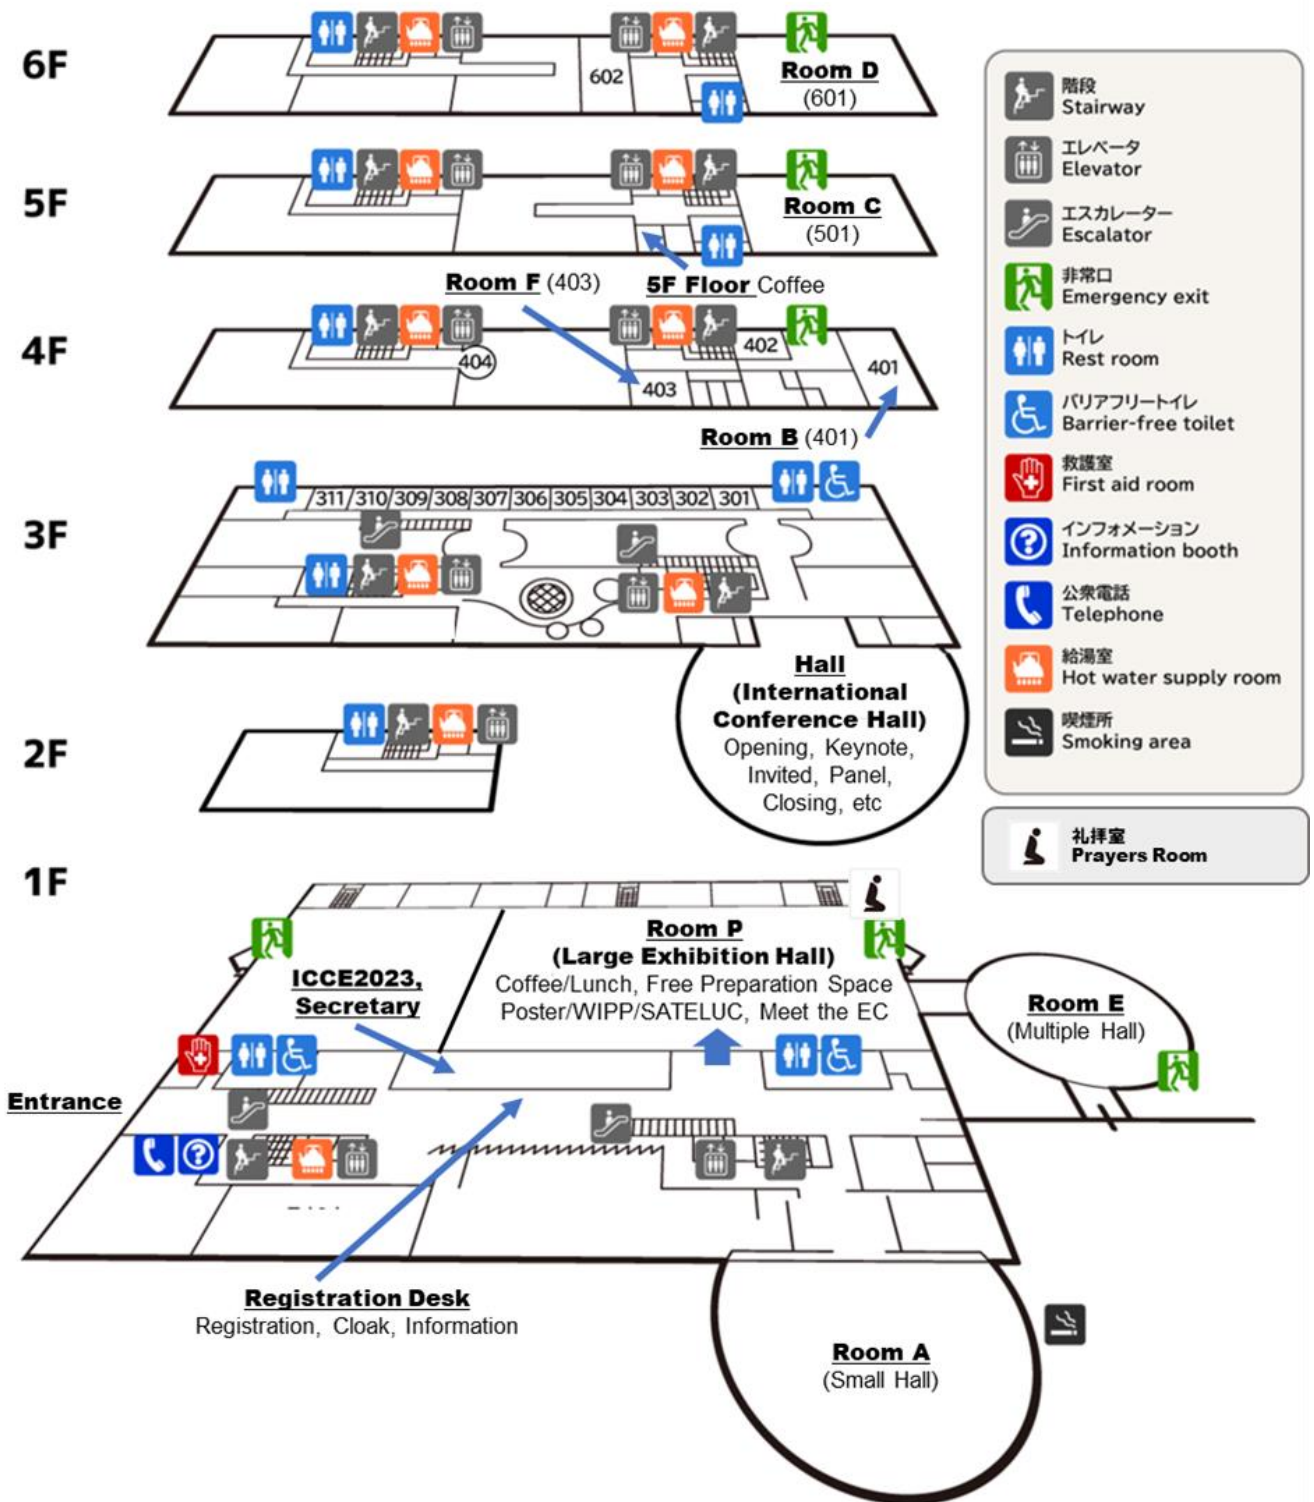 6F
602
Room D
(601)
5F
Room C
(501)
5F Floor Coffee
Room F (403)
4F
404
403
402
401
Room B (401)
3F
311 310 309 308 307 306 305 304 303 302 301
Hall
(International
Conference Hall)
Opening, Keynote,
Invited, Panel,
Closing, etc
2F
1F
Room P
(Large Exhibition Hall)
Coffee/Lunch, Free Preparation Space
Poster/WIPP/SATELUC, Meet the EC
ICCE2023,
Secretary
Room E
(Multiple Hall)
Entrance
Registration Desk
Registration, Cloak, Information
Room A
(Small Hall)
階段
Stairway
エレベータ
Elevator
エスカレーター
Escalator
非常口
Emergency exit
トイレ
Rest room
バリアフリートイレ
Barrier-free toilet
救護室
First aid room
インフォメーション
Information booth
公衆電話
Telephone
給湯室
Hot water supply room
喫煙所
Smoking area
礼拝室
Prayers Room